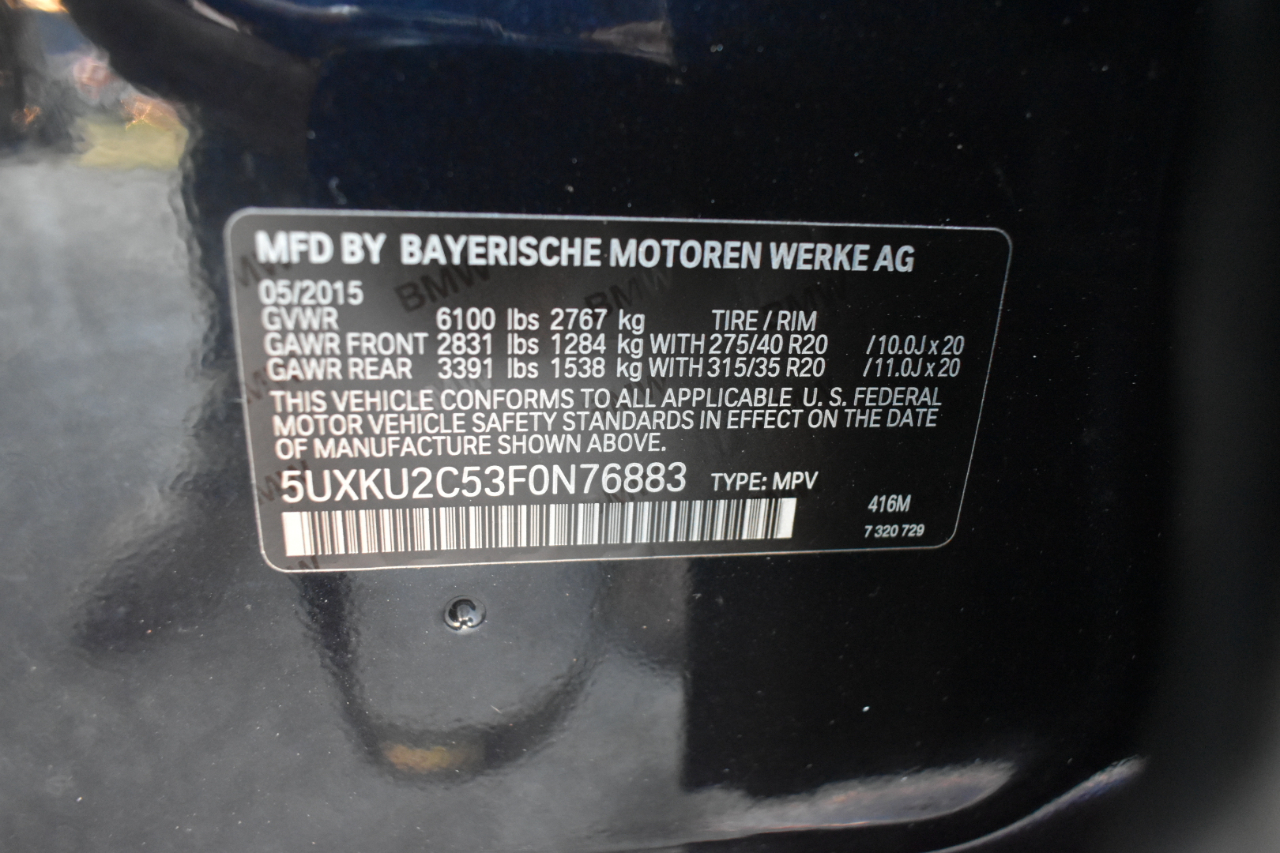 MFD BY BAYERISCHE MOTOREN WERKE AG
05/2015
GVWR 6100 lbs 2767 kg TIRE / RIM
GAWR FRONT 2831 lbs 1284 kg WITH 275/40 R20 /10.0J x 20
GAWR REAR 3391 lbs 1538 kg WITH 315/35 R20 /11.0J x 20
THIS VEHICLE CONFORMS TO ALL APPLICABLE U. S. FEDERAL
MOTOR VEHICLE SAFETY STANDARDS IN EFFECT ON THE DATE
OF MANUFACTURE SHOWN ABOVE.
5UXKU2C53F0N76883 TYPE: MPV
416M
7 320 729
BMW BMW BMW